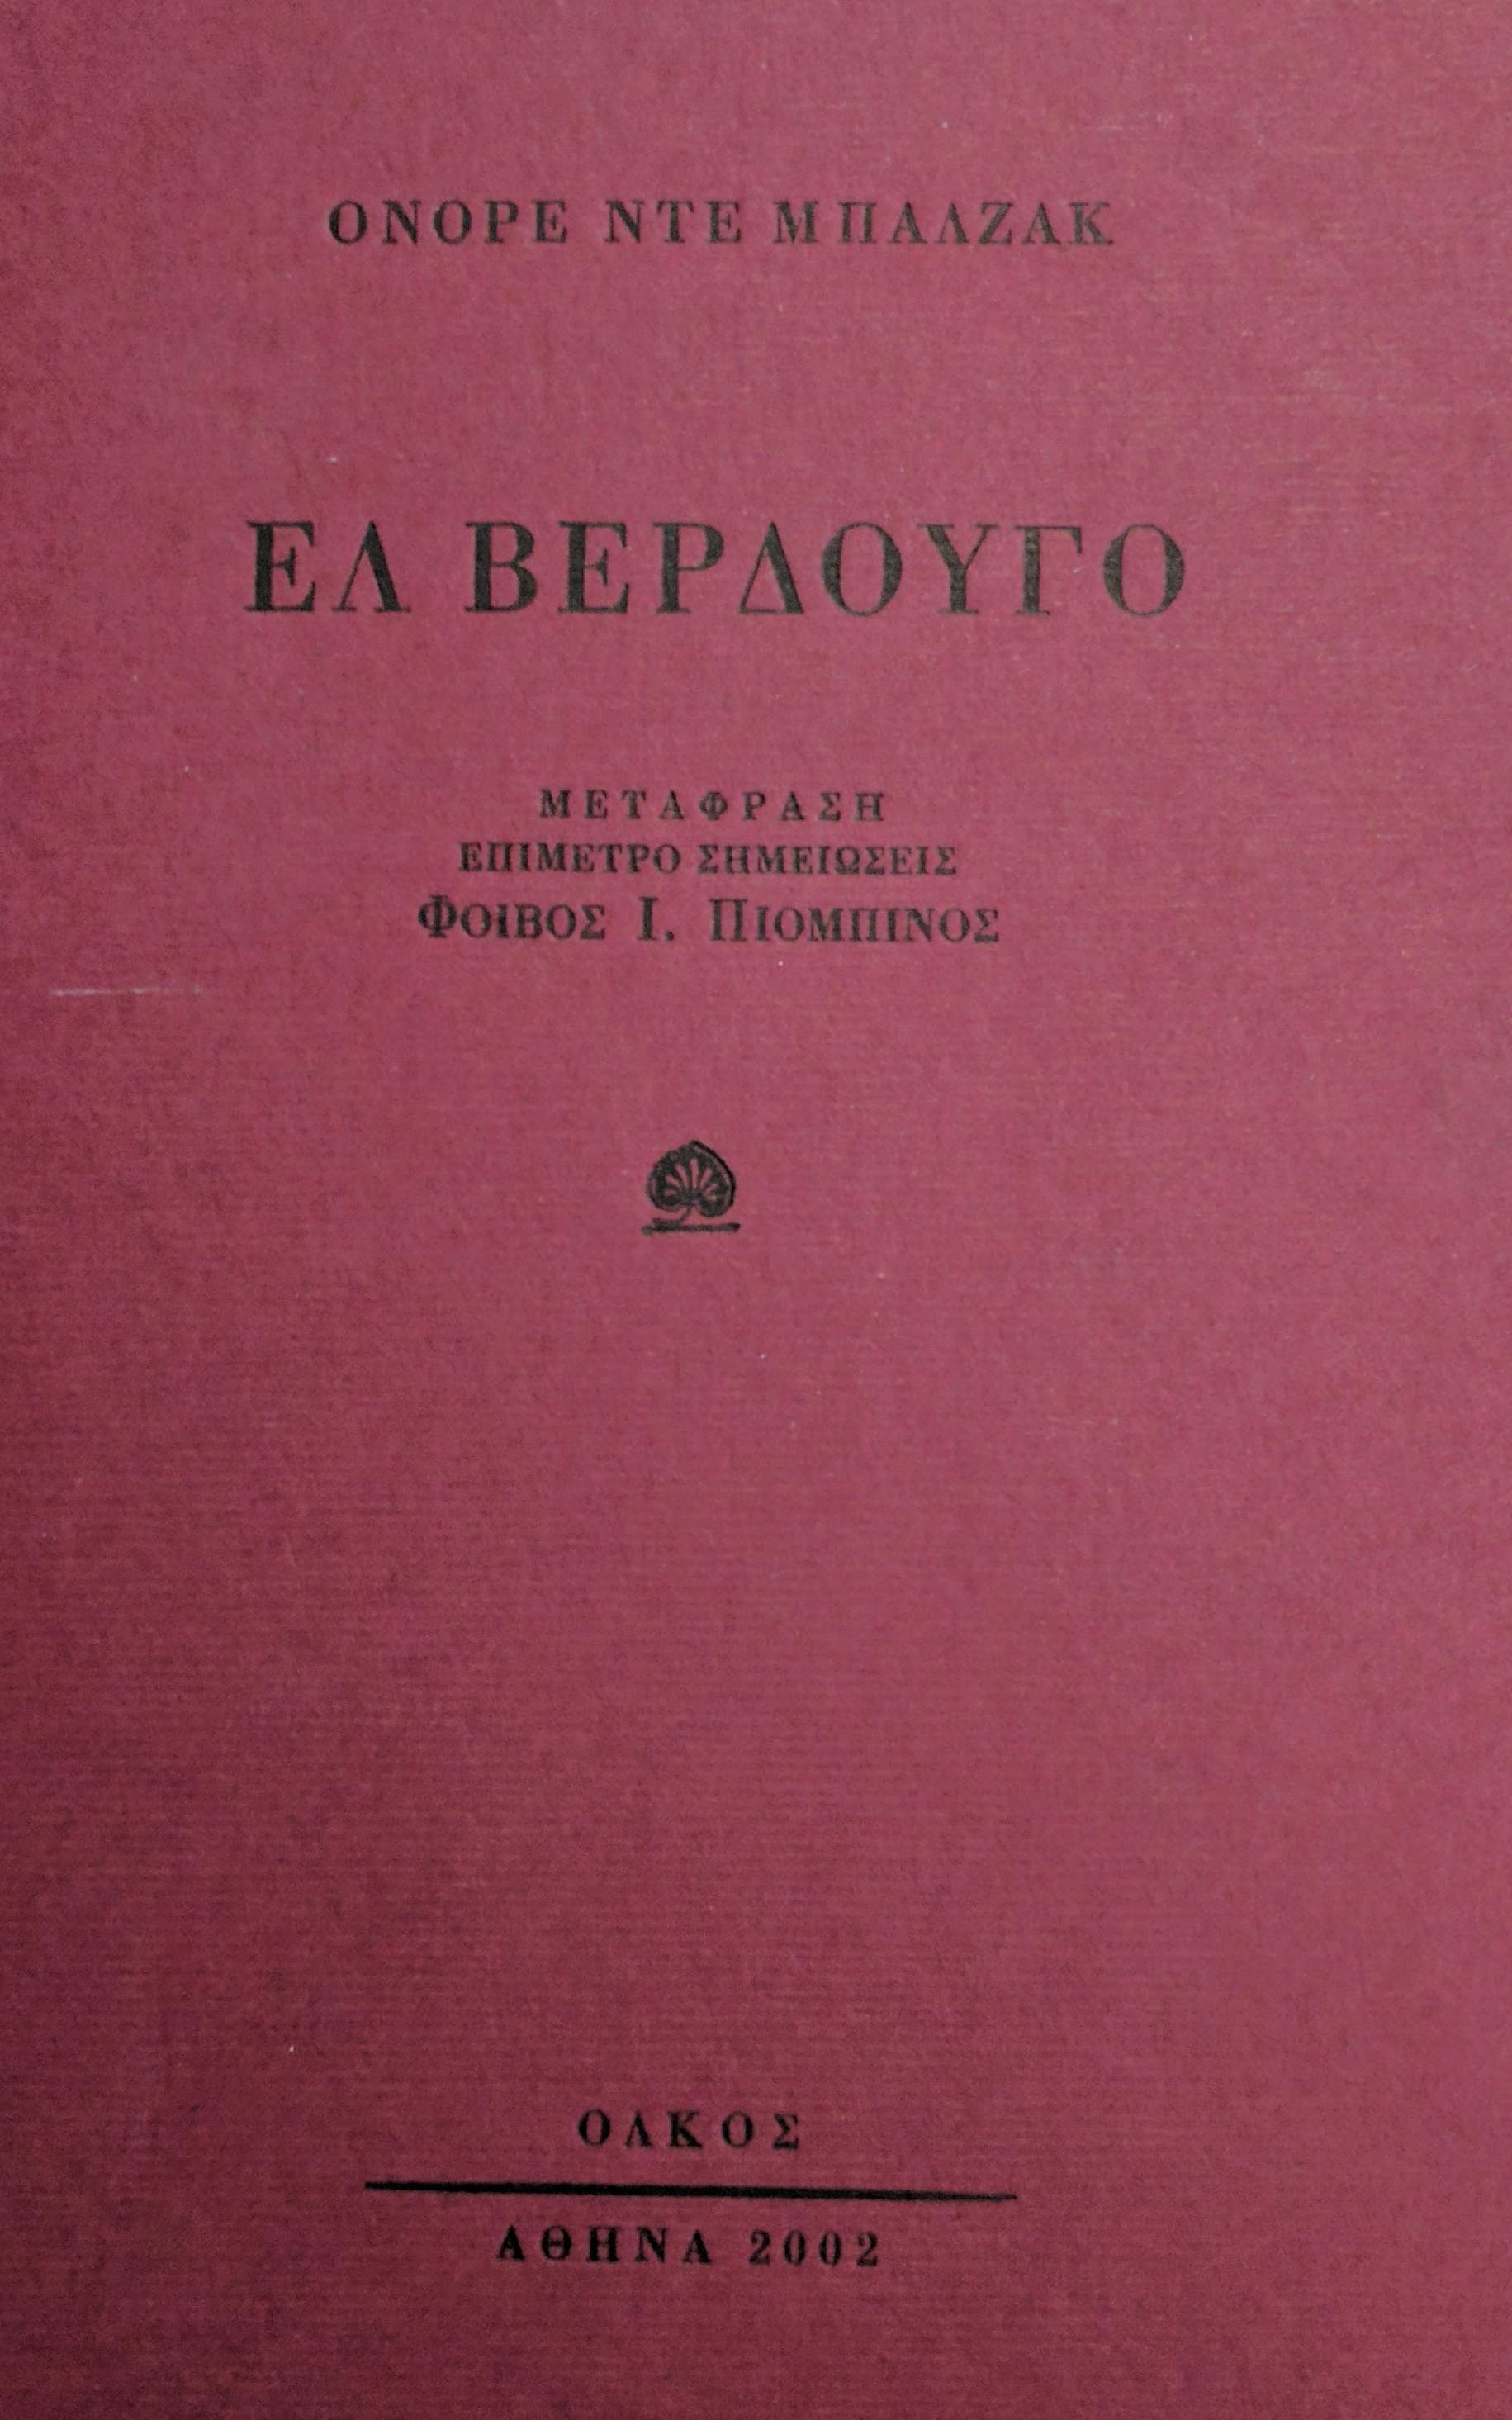 ΟΝΟΡΕ ΝΤΕ ΜΠΑΛΖΑΚ
ΕΛ ΒΕΡΔΟΥΓΟ
ΜΕΤΑΦΡΑΣΗ
ΕΠΙΜΕΤΡΟ ΣΗΜΕΙΩΣΕΙΣ
ΦΟΙΒΟΣ Ι. ΠΙΟΜΠΙΝΟΣ
ΟΛΚΟΣ
ΑΘΗΝΑ 2002